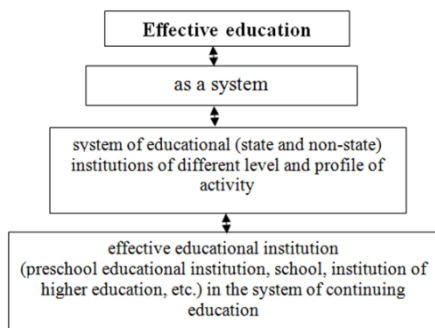 Effective education
as a system
system of educational (state and non-state)
institutions of different level and profile of
activity
effective educational institution
(preschool educational institution, school, institution of
higher education, etc.) in the system of continuing
education